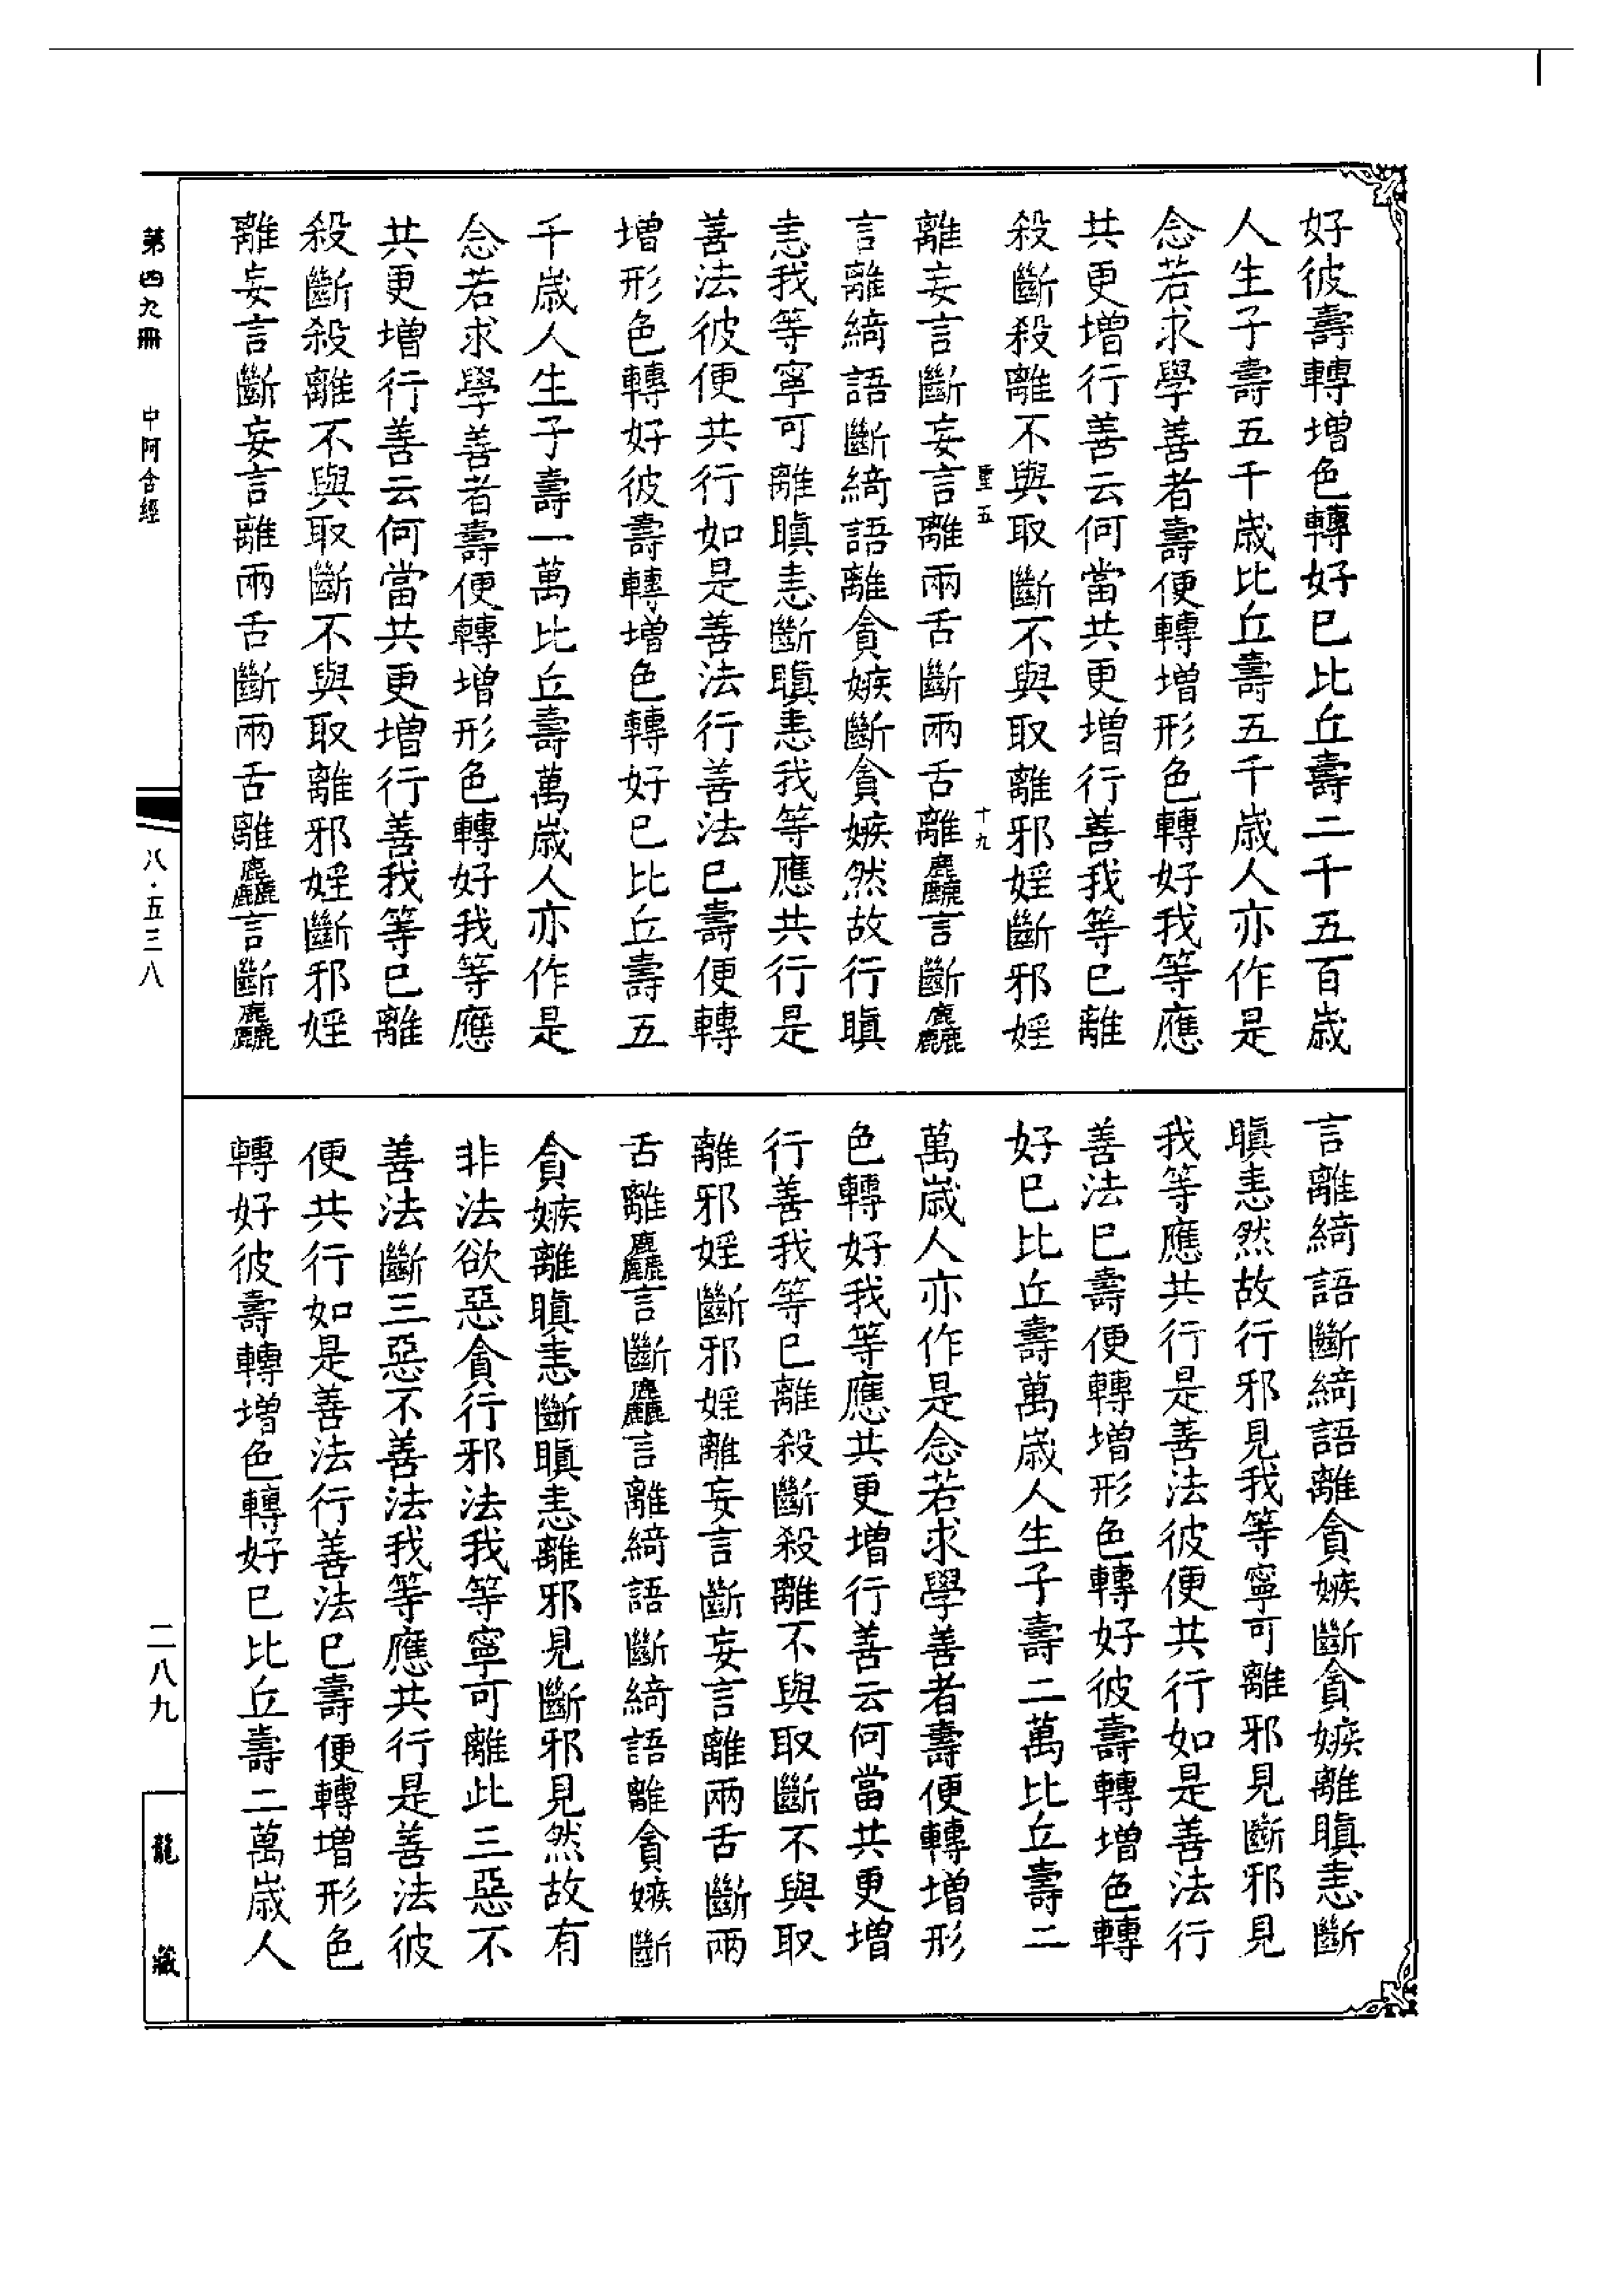 好彼壽轉增色轉好已比丘壽二千五百歲
人生子壽五千歲比丘壽五千歲人亦作是
念若求學善者壽便轉增形色轉好我等應
共更增行善云何當共更增行善我等已離
殺斷殺離不與取斷不與取離邪婬斷邪婬
聖五 十九
離妄言斷妄言離兩舌斷兩舌離麤言斷麤
言離綺語斷綺語離貪嫉斷貪嫉然故行瞋
恚我等寧可離瞋恚斷瞋恚我等應共行是
善法彼便共行如是善法行善法已壽便轉
增形色轉好彼壽轉增色轉好已比丘壽五
千歲人生子壽一萬比丘壽萬歲人亦作是
念若求學善者壽便轉增形色轉好我等應
共更增行善云何當共更增行善我等已離
殺斷殺離不與取斷不與取離邪婬斷邪婬
離妄言斷妄言離兩舌斷兩舌離麤言斷麤
言離綺語斷綺語離貪嫉斷貪嫉離瞋恚斷
瞋恚然故行邪見我等寧可離邪見斷邪見
我等應共行是善法彼便共行如是善法行
善法已壽便轉增形色轉好彼壽轉增色轉
好已比丘壽萬歲人生子壽二萬比丘壽二
萬歲人亦作是念若求學善者壽便轉增形
色轉好我等應共更增行善云何當共更增
行善我等已離殺斷殺離不與取斷不與取
離邪婬斷邪婬離妄言斷妄言離兩舌斷兩
舌離麤言斷麤言離綺語斷綺語離貪嫉斷
貪嫉離瞋恚斷瞋恚離邪見斷邪見然故有
非法欲惡貪行邪法我等寧可離此三惡不
善法斷三惡不善法我等應共行是善法彼
便共行如是善法行善法已壽便轉增形色
轉好彼壽轉增色轉好已比丘壽二萬歲人
第四九冊 中阿含經 八·五三八 二八九 龍藏